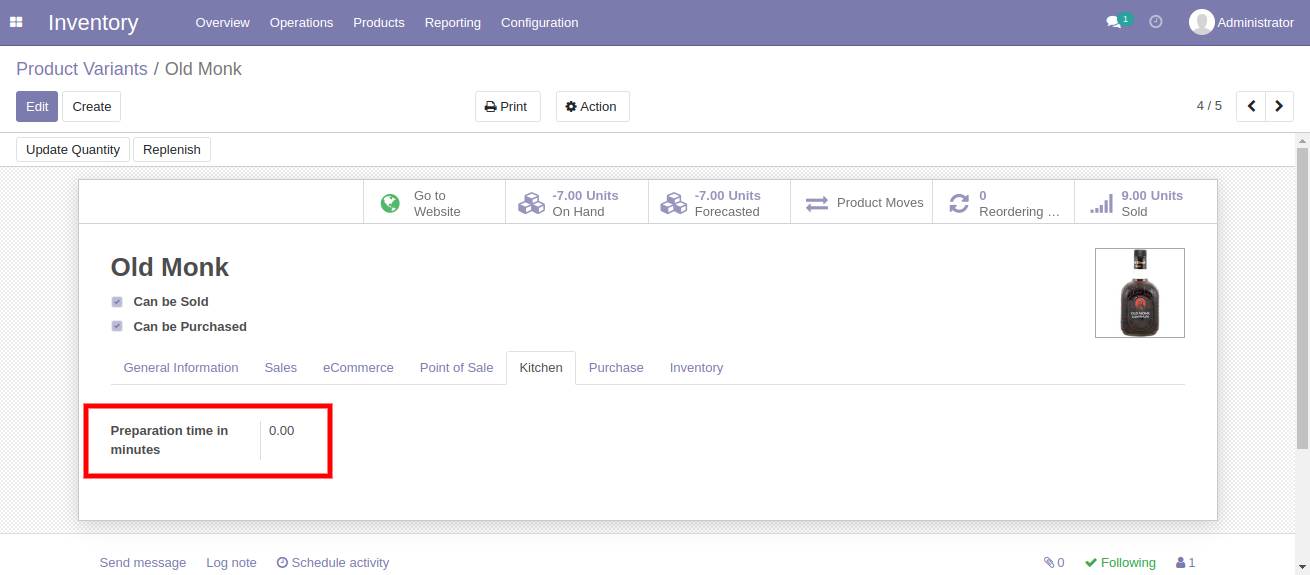 Inventory Overview Operations Products Reporting Configuration 1 Administrator
Product Variants / Old Monk
Edit Create Print Action 4 / 5
Update Quantity Replenish
Go to
Website
-7.00 Units
On Hand
-7.00 Units
Forecasted
Product Moves
0
Reordering ...
9.00 Units
Sold
Old Monk
Can be Sold
Can be Purchased
OLD MONK
General Information Sales eCommerce Point of Sale Kitchen Purchase Inventory
Preparation time in
minutes
0.00
Send message Log note Schedule activity 0 Following 1